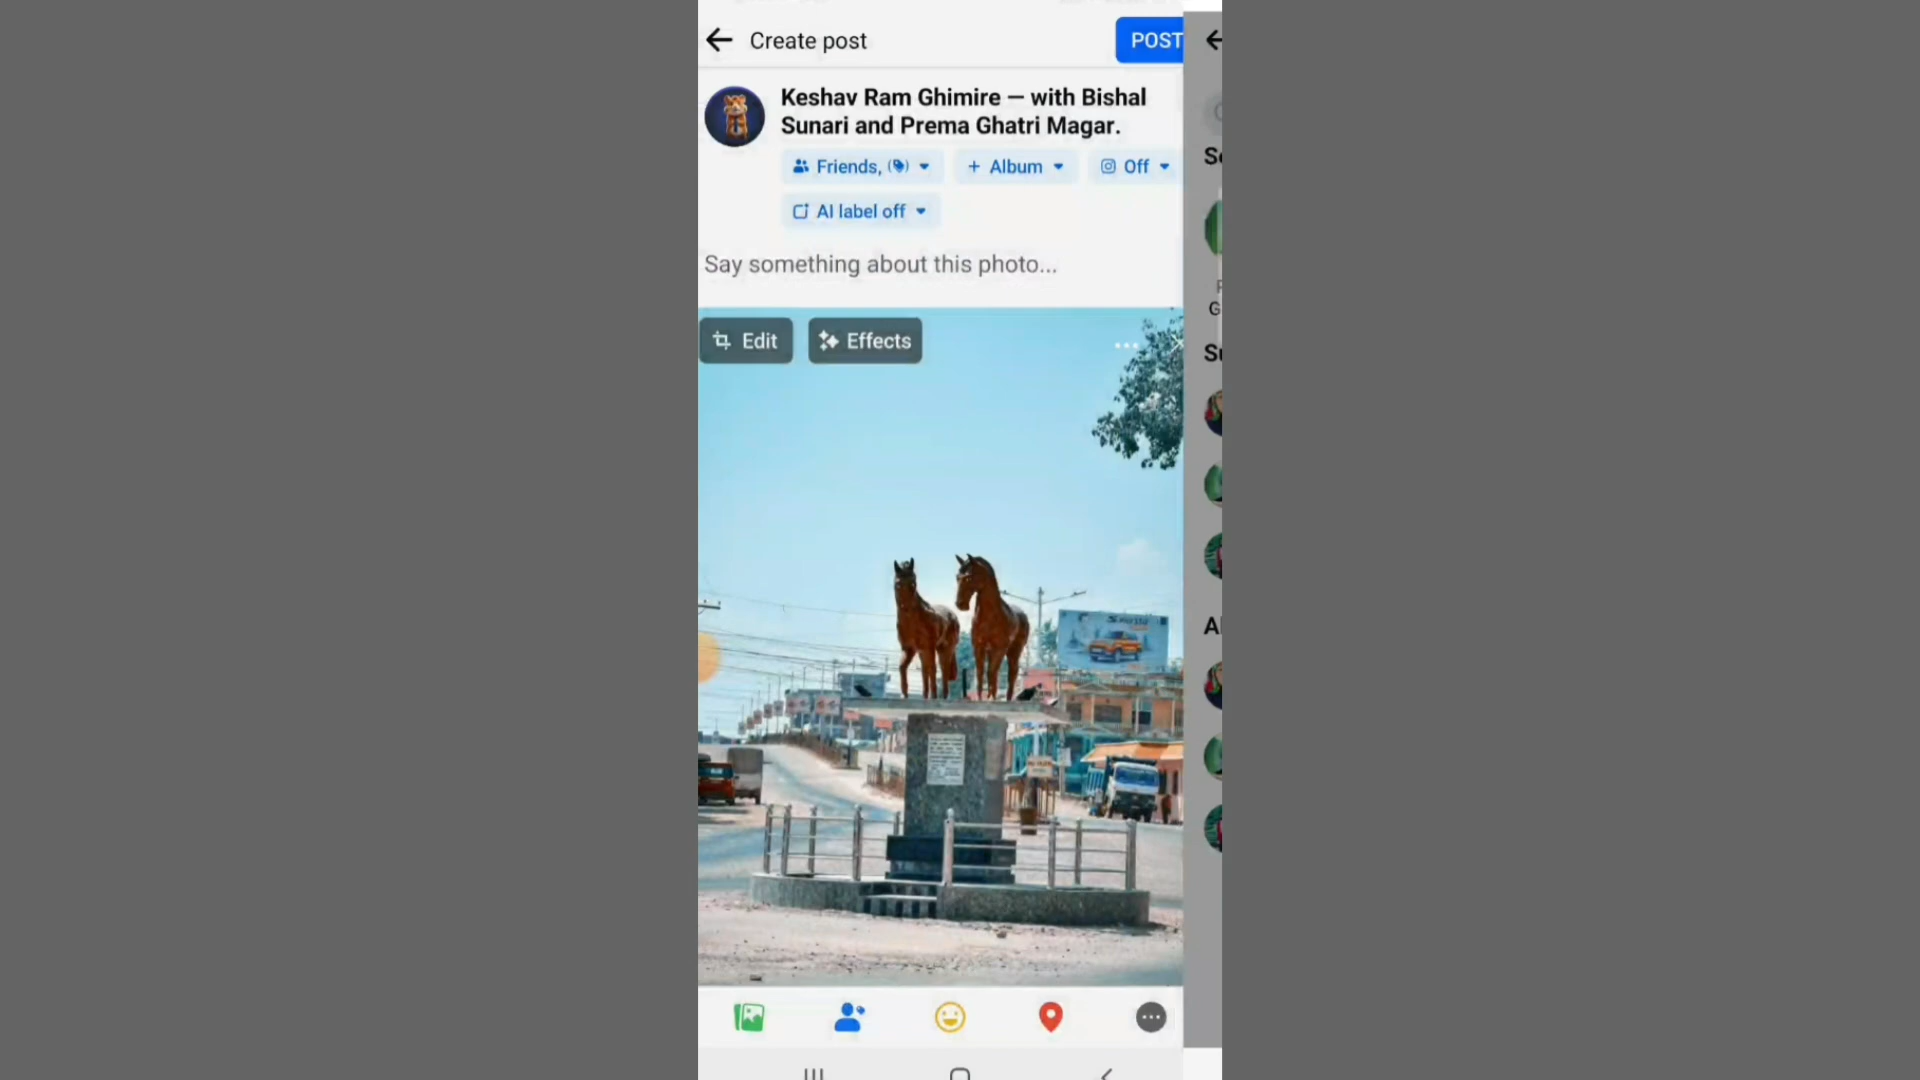 Create post
POST
Keshav Ram Ghimire — with Bishal
Sunari and Prema Ghatri Magar.
Friends,
+ Album
Off
AI label off
Say something about this photo...
Edit
Effects